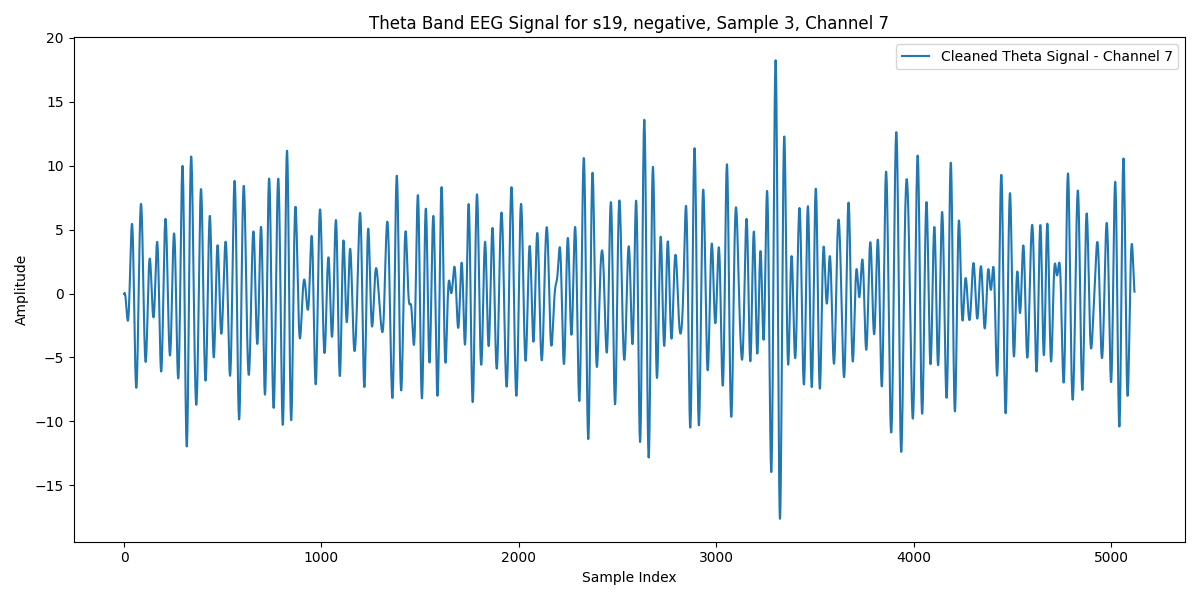 Theta Band EEG Signal for s19, negative, Sample 3, Channel 7
Cleaned Theta Signal - Channel 7
Amplitude
20
15
10
5
0
−5
−10
−15
0 1000 2000 3000 4000 5000
Sample Index